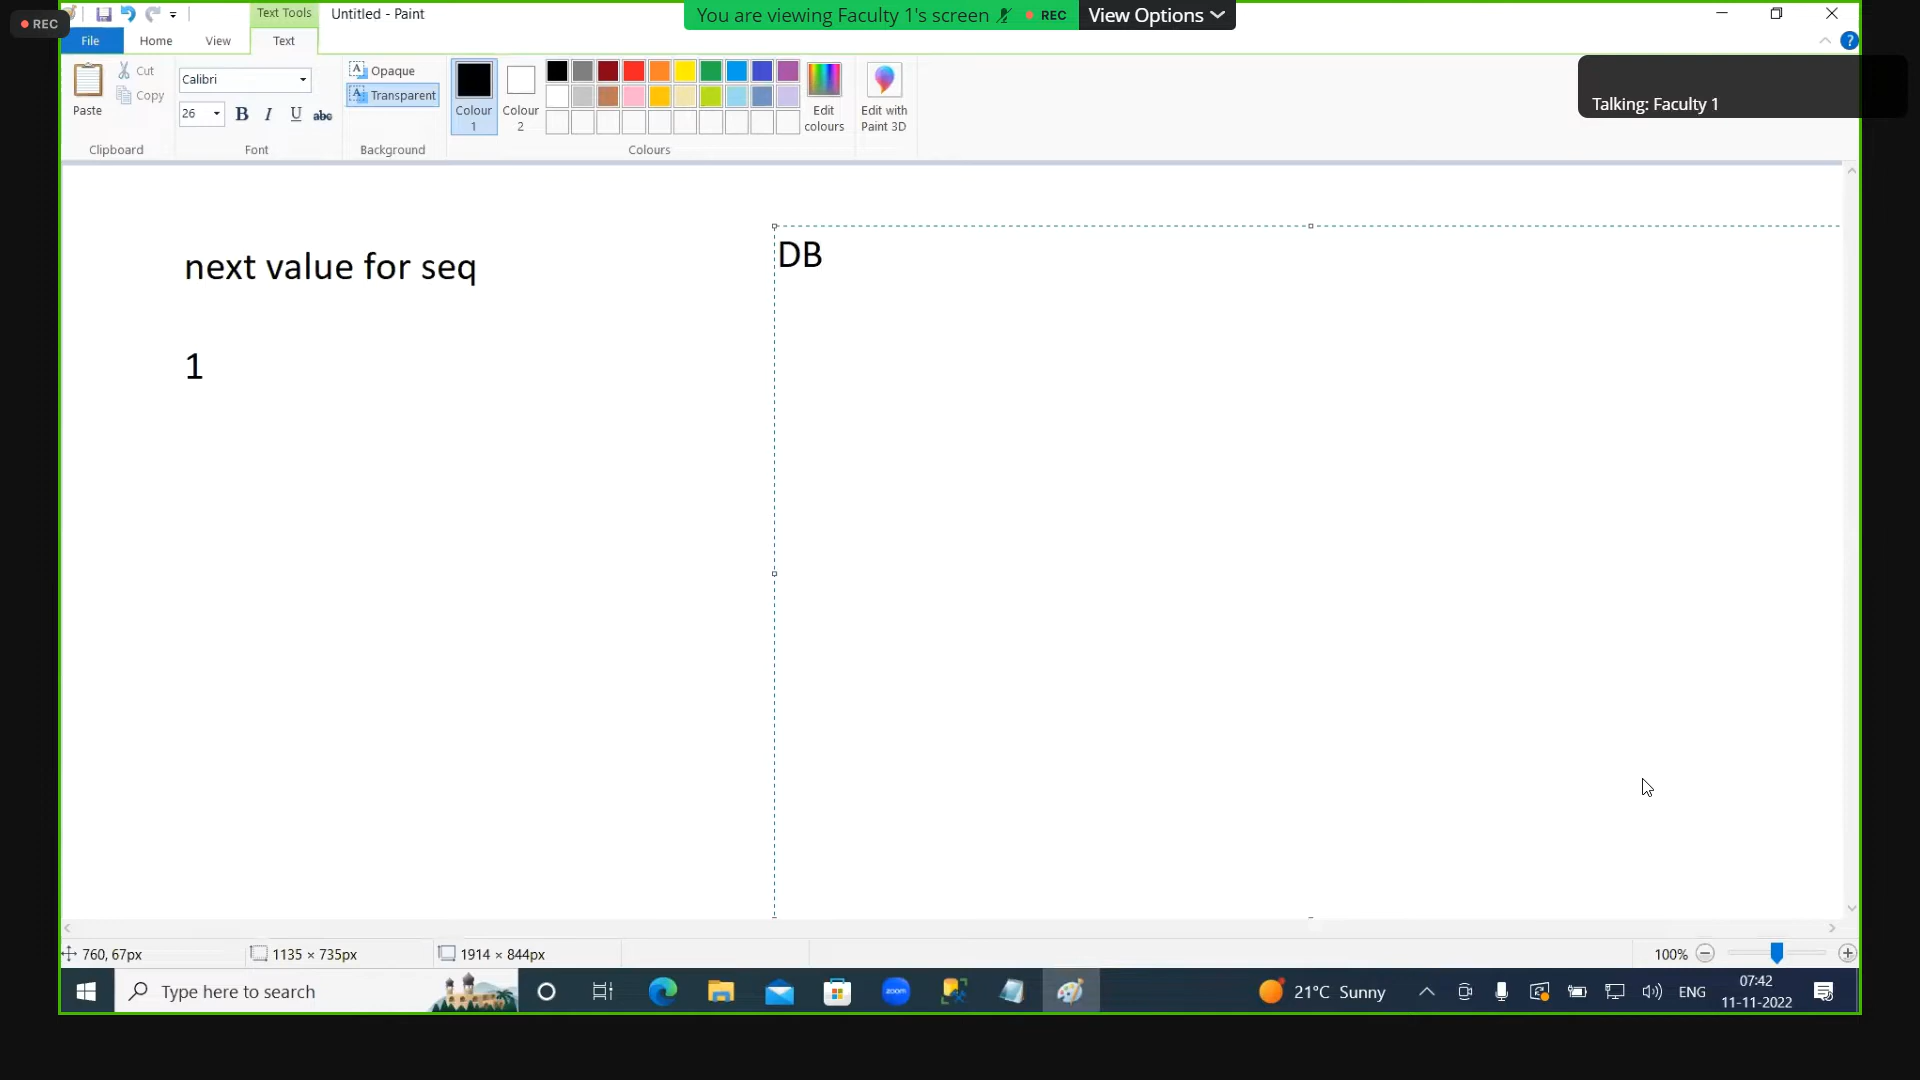 REC
Text Tools Untitled - Paint
You are viewing Faculty 1's screen REC View Options
File Home View Text
Paste Cut Copy
Calibri
26 B I U abc
Opaque
Transparent
Colour 1
Colour 2
Edit colours
Edit with Paint 3D
Clipboard Font Background Colours
Talking: Faculty 1
next value for seq
1
DB
760, 67px 1135 × 735px 1914 × 844px 100%
Type here to search zoom 21°C Sunny ENG 07:42
11-11-2022